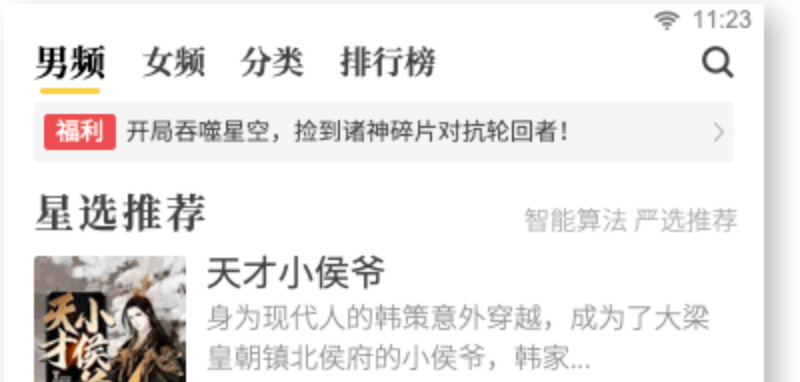 11:23
男频 女频 分类 排行榜
福利 开局吞噬星空，捡到诸神碎片对抗轮回者！
星选推荐 智能算法 严选推荐
天才小侯爷
身为现代人的韩策意外穿越，成为了大梁
皇朝镇北侯府的小侯爷，韩家...
天才
小侯